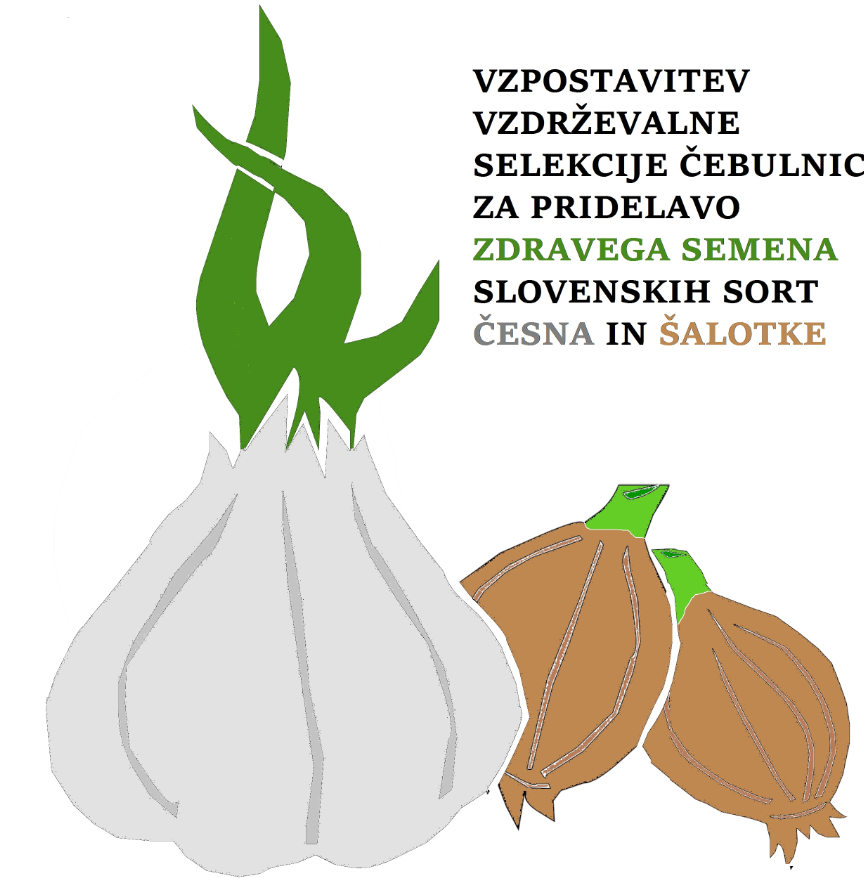 VZPOSTAVITEV
VZDRŽEVALNE
SELEKCIJE ČEBULNIC
ZA PRIDELAVO
ZDRAVEGA SEMENA
SLOVENSKIH SORT
ČESNA IN ŠALOTKE